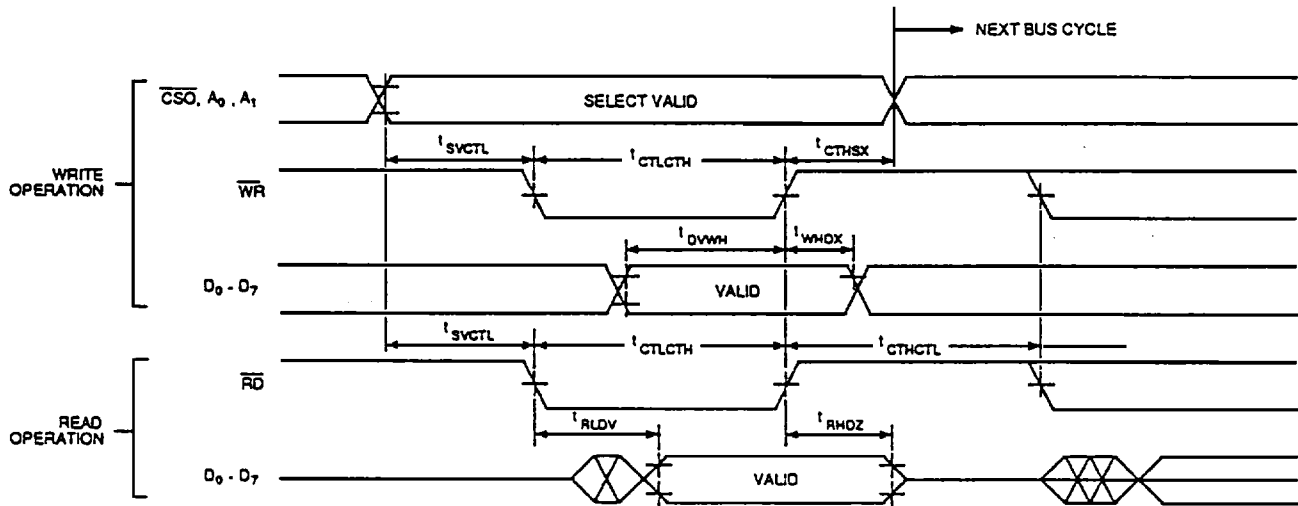 NEXT BUS CYCLE
CSO, A0, A1
SELECT VALID
tSVCTL
tCTLCTH
tCTHSX
WRITE
OPERATION
WR
tDVWH
tWHDX
D0 - D7
VALID
tSVCTL
tCTLCTH
tCTHCTL
RD
READ
OPERATION
tRLDV
tRHDZ
D0 - D7
VALID